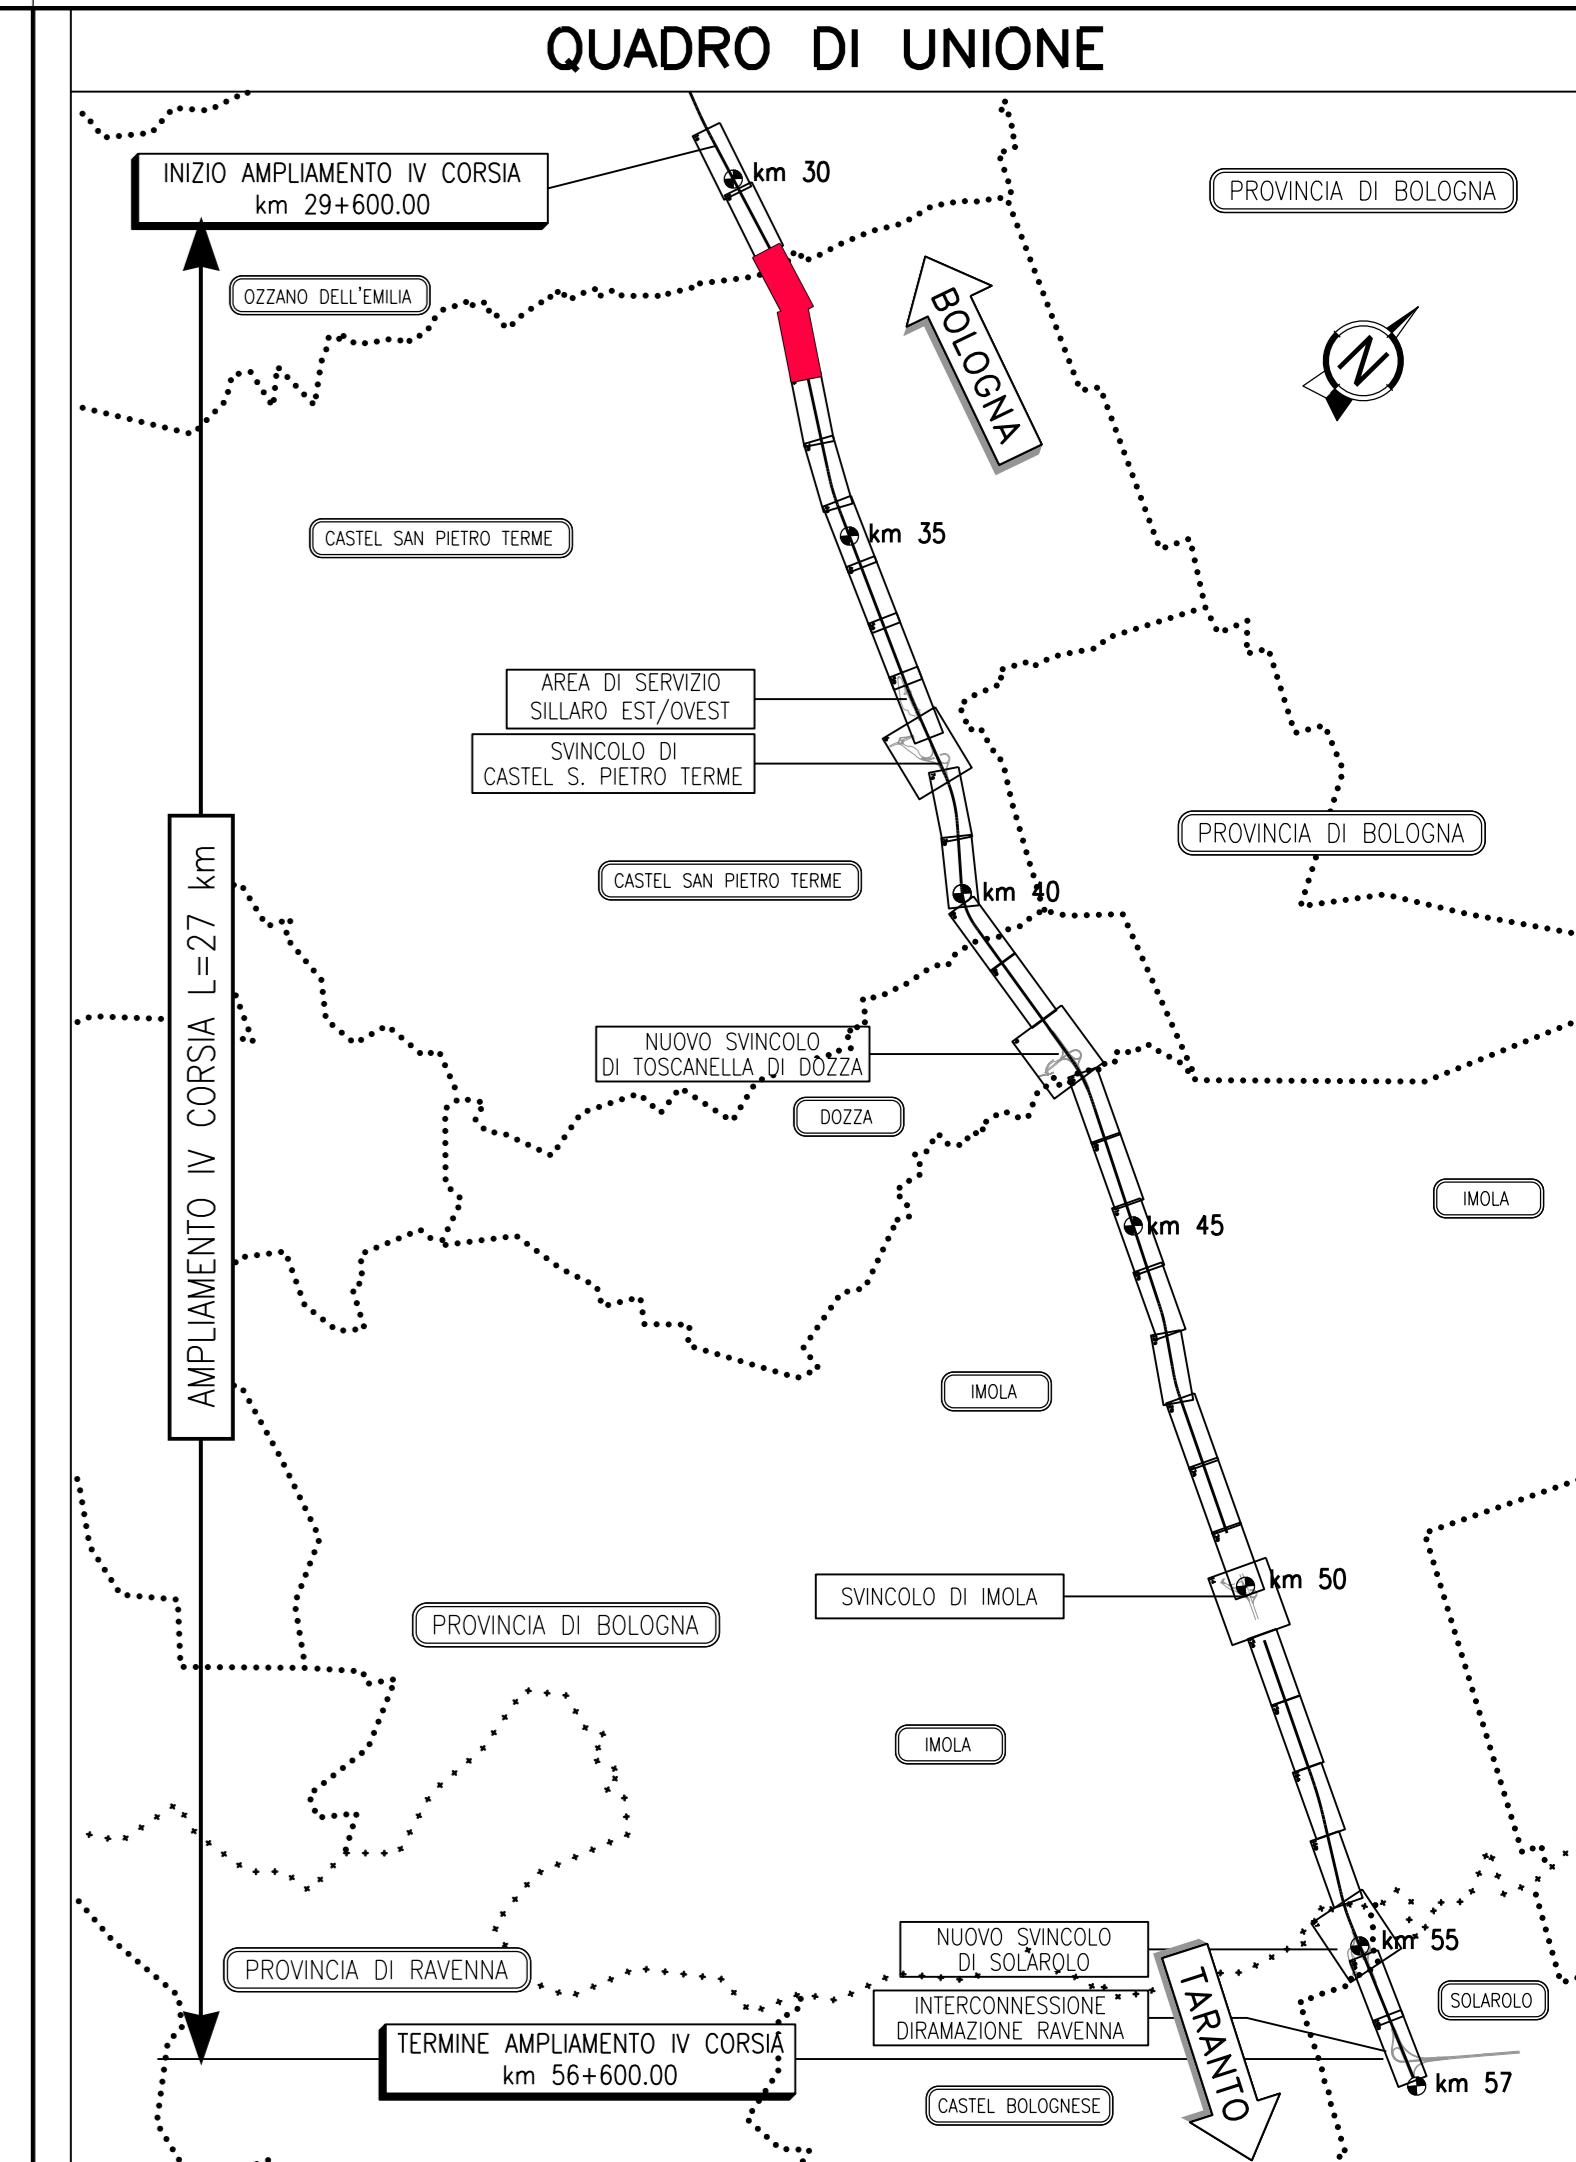 QUADRO DI UNIONE
INIZIO AMPLIAMENTO IV CORSIA
km 29+600.00
km 30
PROVINCIA DI BOLOGNA
OZZANO DELL'EMILIA
BOLOGNA
N
CASTEL SAN PIETRO TERME
km 35
AREA DI SERVIZIO
SILLARO EST/OVEST
SVINCOLO DI
CASTEL S. PIETRO TERME
PROVINCIA DI BOLOGNA
CASTEL SAN PIETRO TERME
km 40
AMPLIAMENTO IV CORSIA L=27 km
NUOVO SVINCOLO
DI TOSCANELLA DI DOZZA
DOZZA
IMOLA
km 45
IMOLA
km 50
SVINCOLO DI IMOLA
PROVINCIA DI BOLOGNA
IMOLA
NUOVO SVINCOLO
DI SOLAROLO
km 55
PROVINCIA DI RAVENNA
SOLAROLO
INTERCONNESSIONE
DIRAMAZIONE RAVENNA
TARANTO
TERMINE AMPLIAMENTO IV CORSIA
km 56+600.00
km 57
CASTEL BOLOGNESE